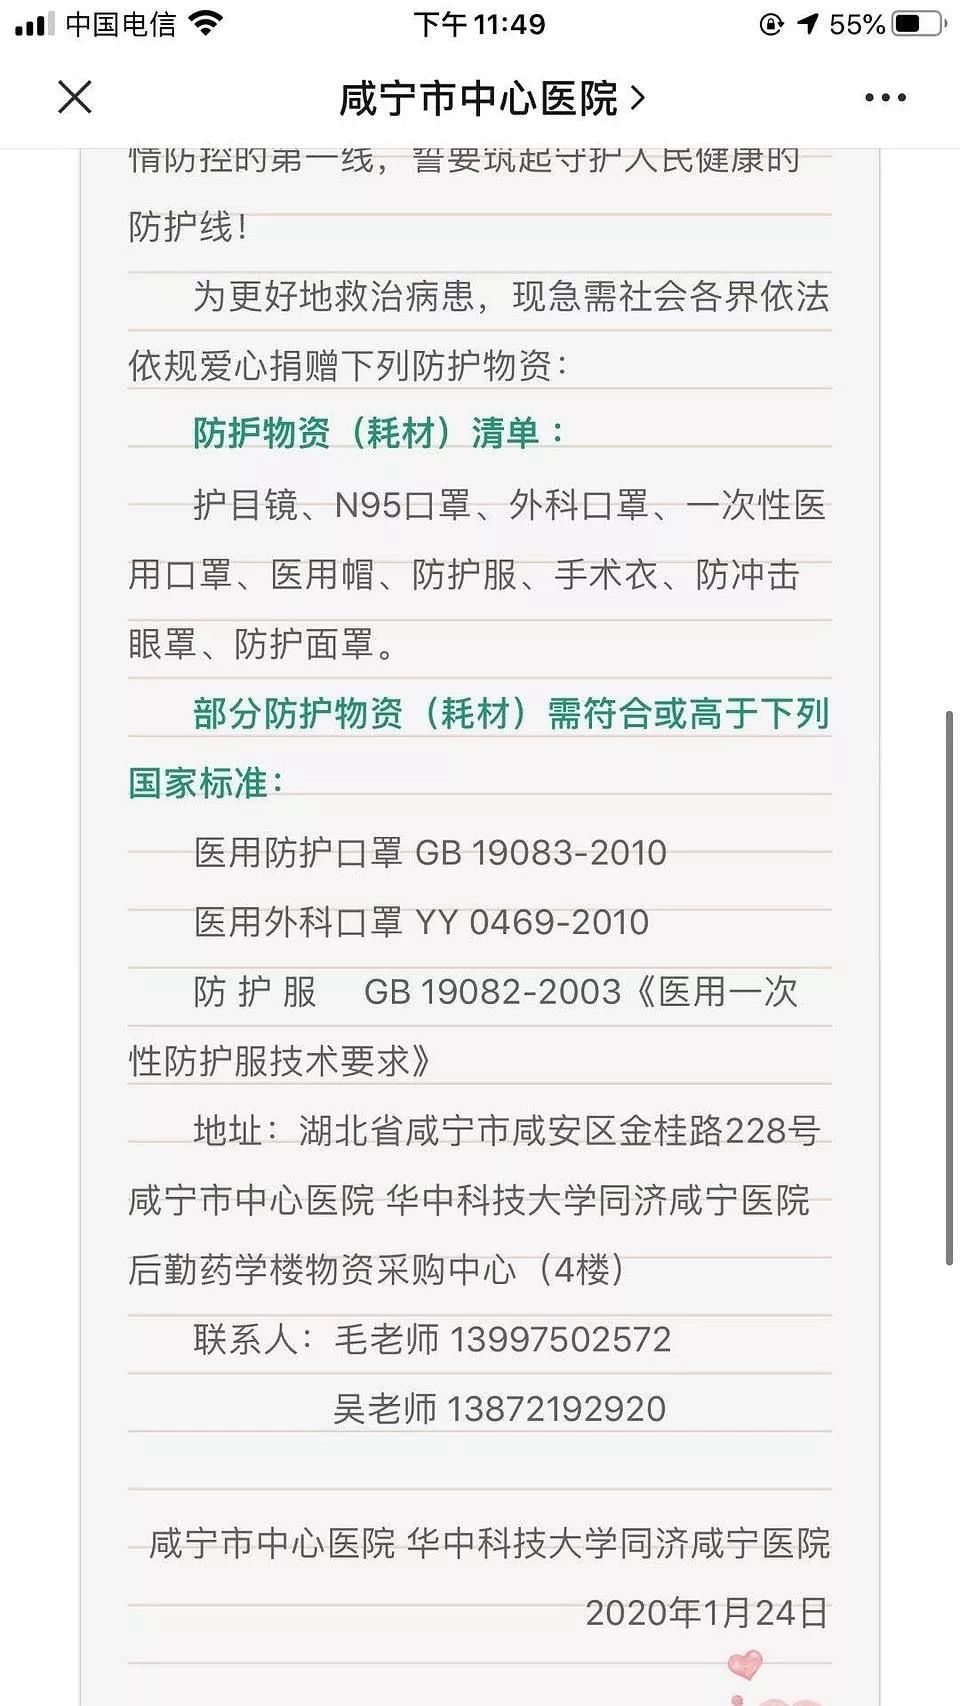 中国电信 下午 11:49 55%
咸宁市中心医院
情防控的第一线，誓要筑起守护人民健康的
防护线！
为更好地救治病患，现急需社会各界依法
依规爱心捐赠下列防护物资：
防护物资（耗材）清单：
护目镜、N95口罩、外科口罩、一次性医
用口罩、医用帽、防护服、手术衣、防冲击
眼罩、防护面罩。
部分防护物资（耗材）需符合或高于下列
国家标准：
医用防护口罩 GB 19083-2010
医用外科口罩 YY 0469-2010
防 护 服 GB 19082-2003《医用一次
性防护服技术要求》
地址：湖北省咸宁市咸安区金桂路228号
咸宁市中心医院 华中科技大学同济咸宁医院
后勤药学楼物资采购中心（4楼）
联系人：毛老师 13997502572
吴老师 13872192920
咸宁市中心医院 华中科技大学同济咸宁医院
2020年1月24日